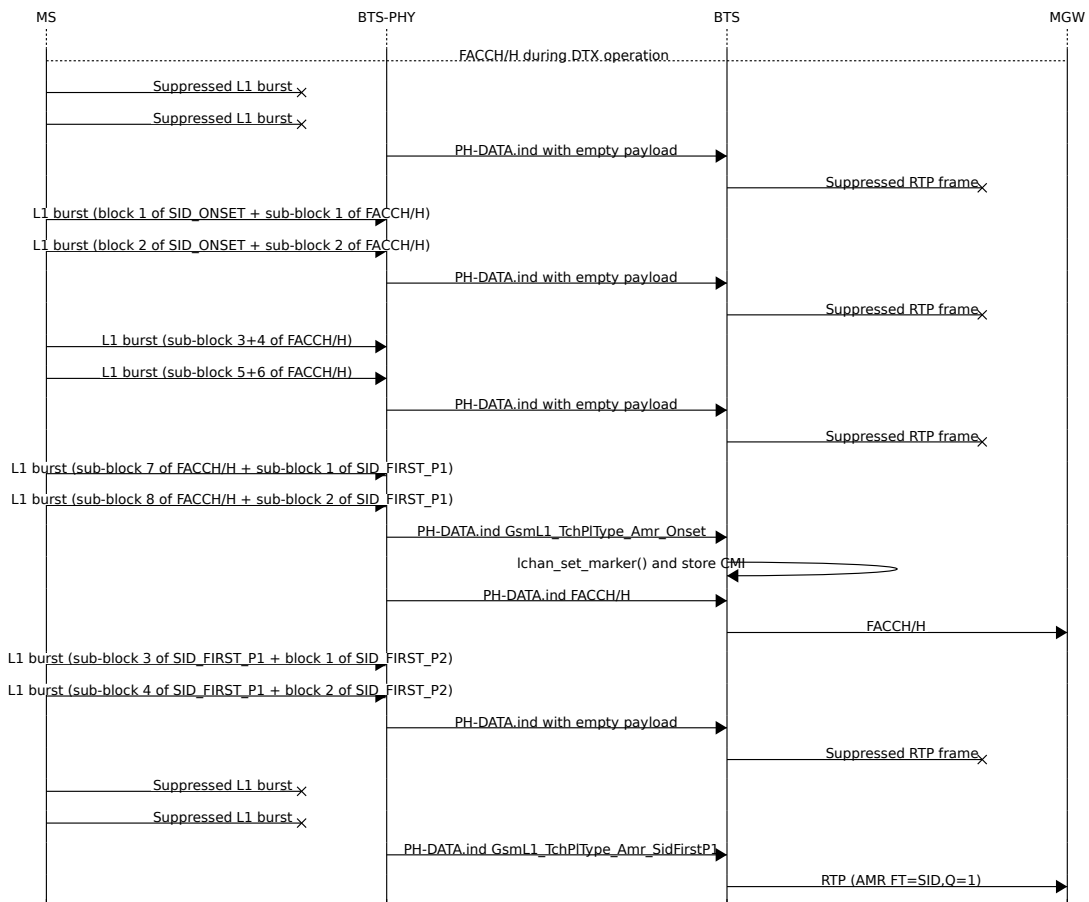 MS BTS-PHY BTS MGW
FACCH/H during DTX operation
Suppressed L1 burst
Suppressed L1 burst
PH-DATA.ind with empty payload
Suppressed RTP frame
L1 burst (block 1 of SID_ONSET + sub-block 1 of FACCH/H)
L1 burst (block 2 of SID_ONSET + sub-block 2 of FACCH/H)
PH-DATA.ind with empty payload
Suppressed RTP frame
L1 burst (sub-block 3+4 of FACCH/H)
L1 burst (sub-block 5+6 of FACCH/H)
PH-DATA.ind with empty payload
Suppressed RTP frame
L1 burst (sub-block 7 of FACCH/H + sub-block 1 of SID_FIRST_P1)
L1 burst (sub-block 8 of FACCH/H + sub-block 2 of SID_FIRST_P1)
PH-DATA.ind GsmL1_TchPlType_Amr_Onset
lchan_set_marker() and store CMI
PH-DATA.ind FACCH/H
FACCH/H
L1 burst (sub-block 3 of SID_FIRST_P1 + block 1 of SID_FIRST_P2)
L1 burst (sub-block 4 of SID_FIRST_P1 + block 2 of SID_FIRST_P2)
PH-DATA.ind with empty payload
Suppressed RTP frame
Suppressed L1 burst
Suppressed L1 burst
PH-DATA.ind GsmL1_TchPlType_Amr_SidFirstP1
RTP (AMR FT=SID,Q=1)